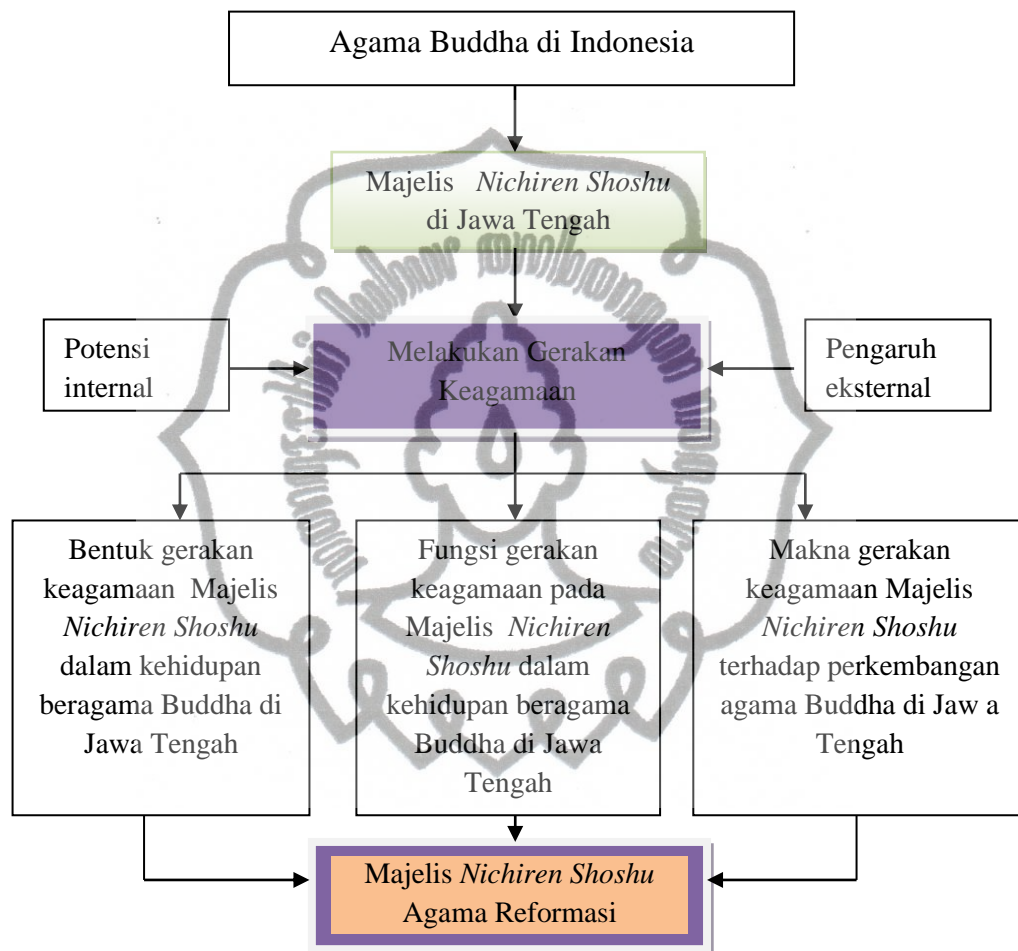 Agama Buddha di Indonesia
Majelis Nichiren Shoshu
di Jawa Tengah
Potensi
internal
Melakukan Gerakan
Keagamaan
Pengaruh
eksternal
Bentuk gerakan
keagamaan Majelis
Nichiren Shoshu
dalam kehidupan
beragama Buddha di
Jawa Tengah
Fungsi gerakan
keagamaan pada
Majelis Nichiren
Shoshu dalam
kehidupan beragama
Buddha di Jawa
Tengah
Makna gerakan
keagamaan Majelis
Nichiren Shoshu
terhadap perkembangan
agama Buddha di Jaw a
Tengah
Majelis Nichiren Shoshu
Agama Reformasi